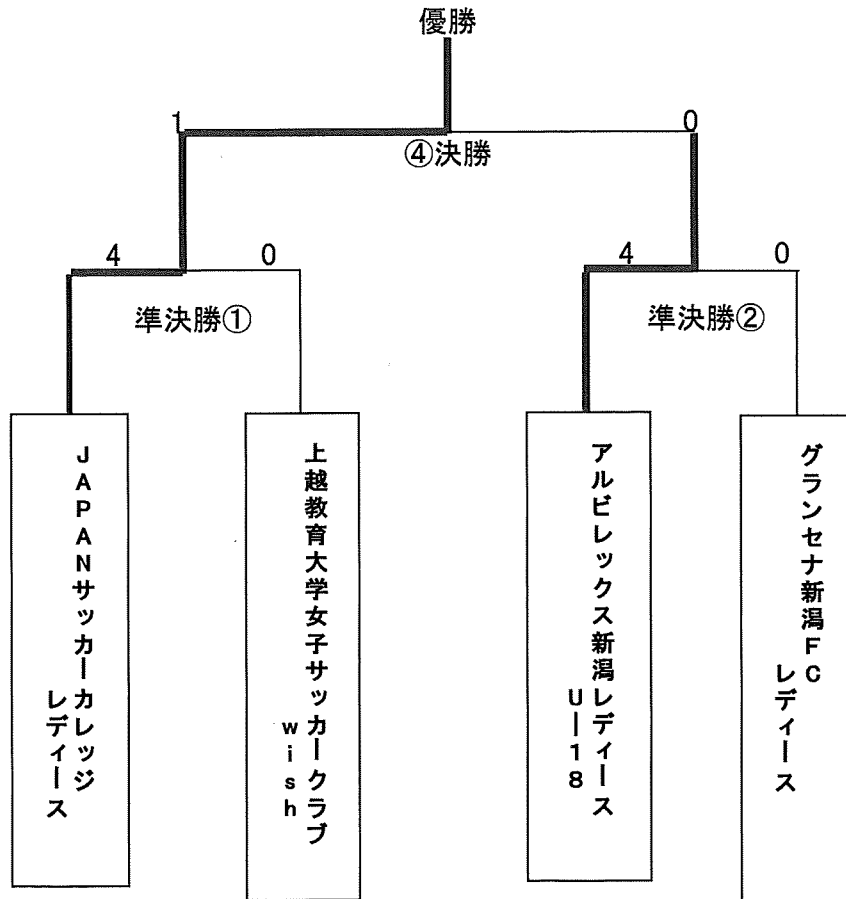 優勝
1
0
④決勝
4
0
4
0
準決勝①
準決勝②
JAPANサッカーカレッジ
レディース
上越教育大学女子サッカークラブ
wish
アルビレックス新潟レディース
U-18
グランセナ新潟FC
レディース